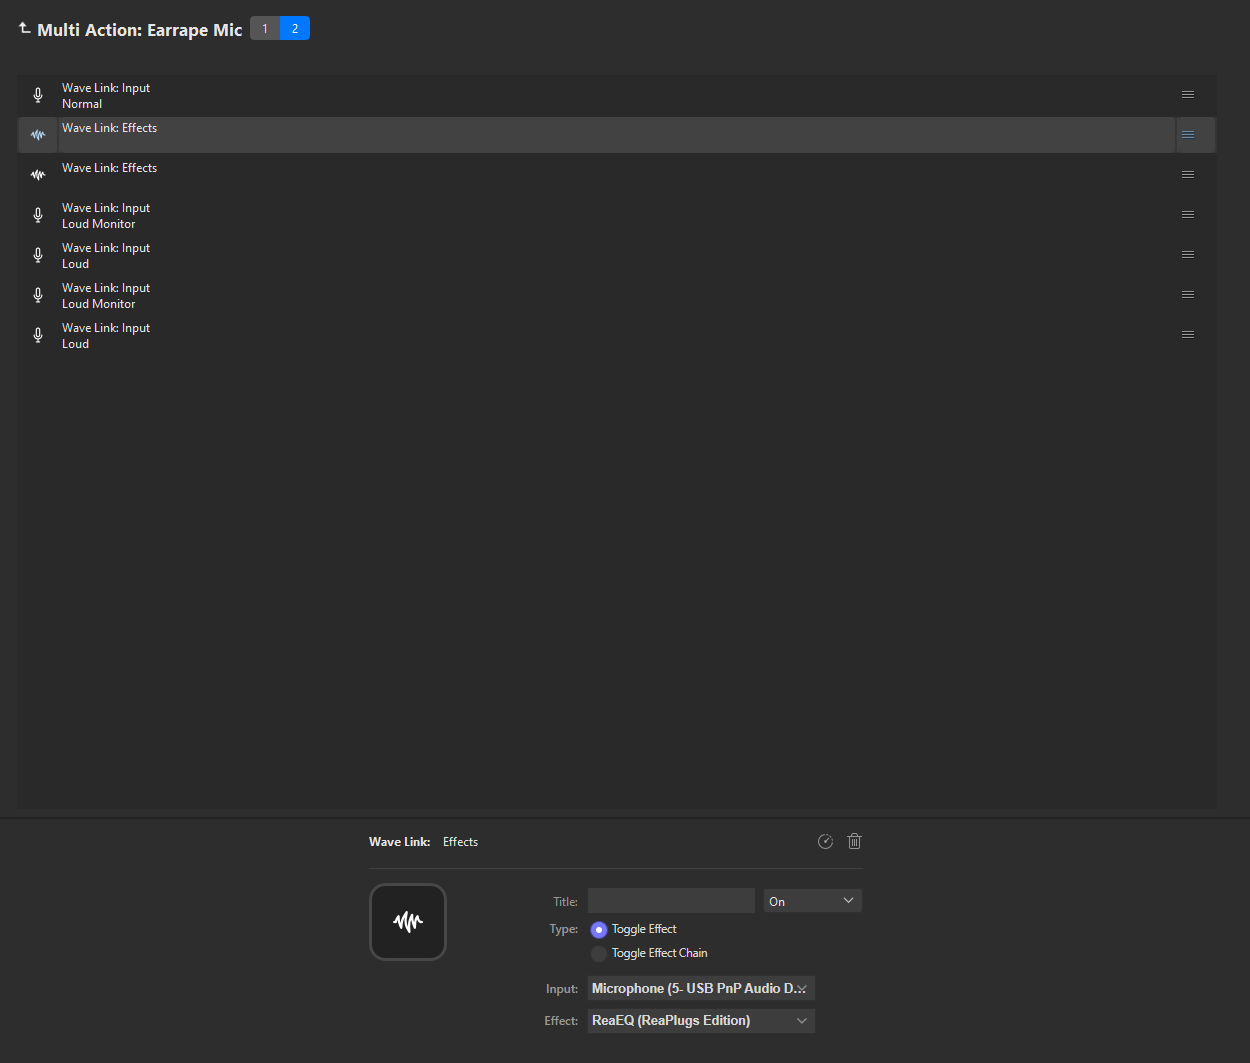 Multi Action: Earrape Mic 1 2
Wave Link: Input
Normal
Wave Link: Effects
Wave Link: Effects
Wave Link: Input
Loud Monitor
Wave Link: Input
Loud
Wave Link: Input
Loud Monitor
Wave Link: Input
Loud
Wave Link: Effects
Title: On
Type: Toggle Effect
Toggle Effect Chain
Input: Microphone (5- USB PnP Audio D...
Effect: ReaEQ (ReaPlugs Edition)